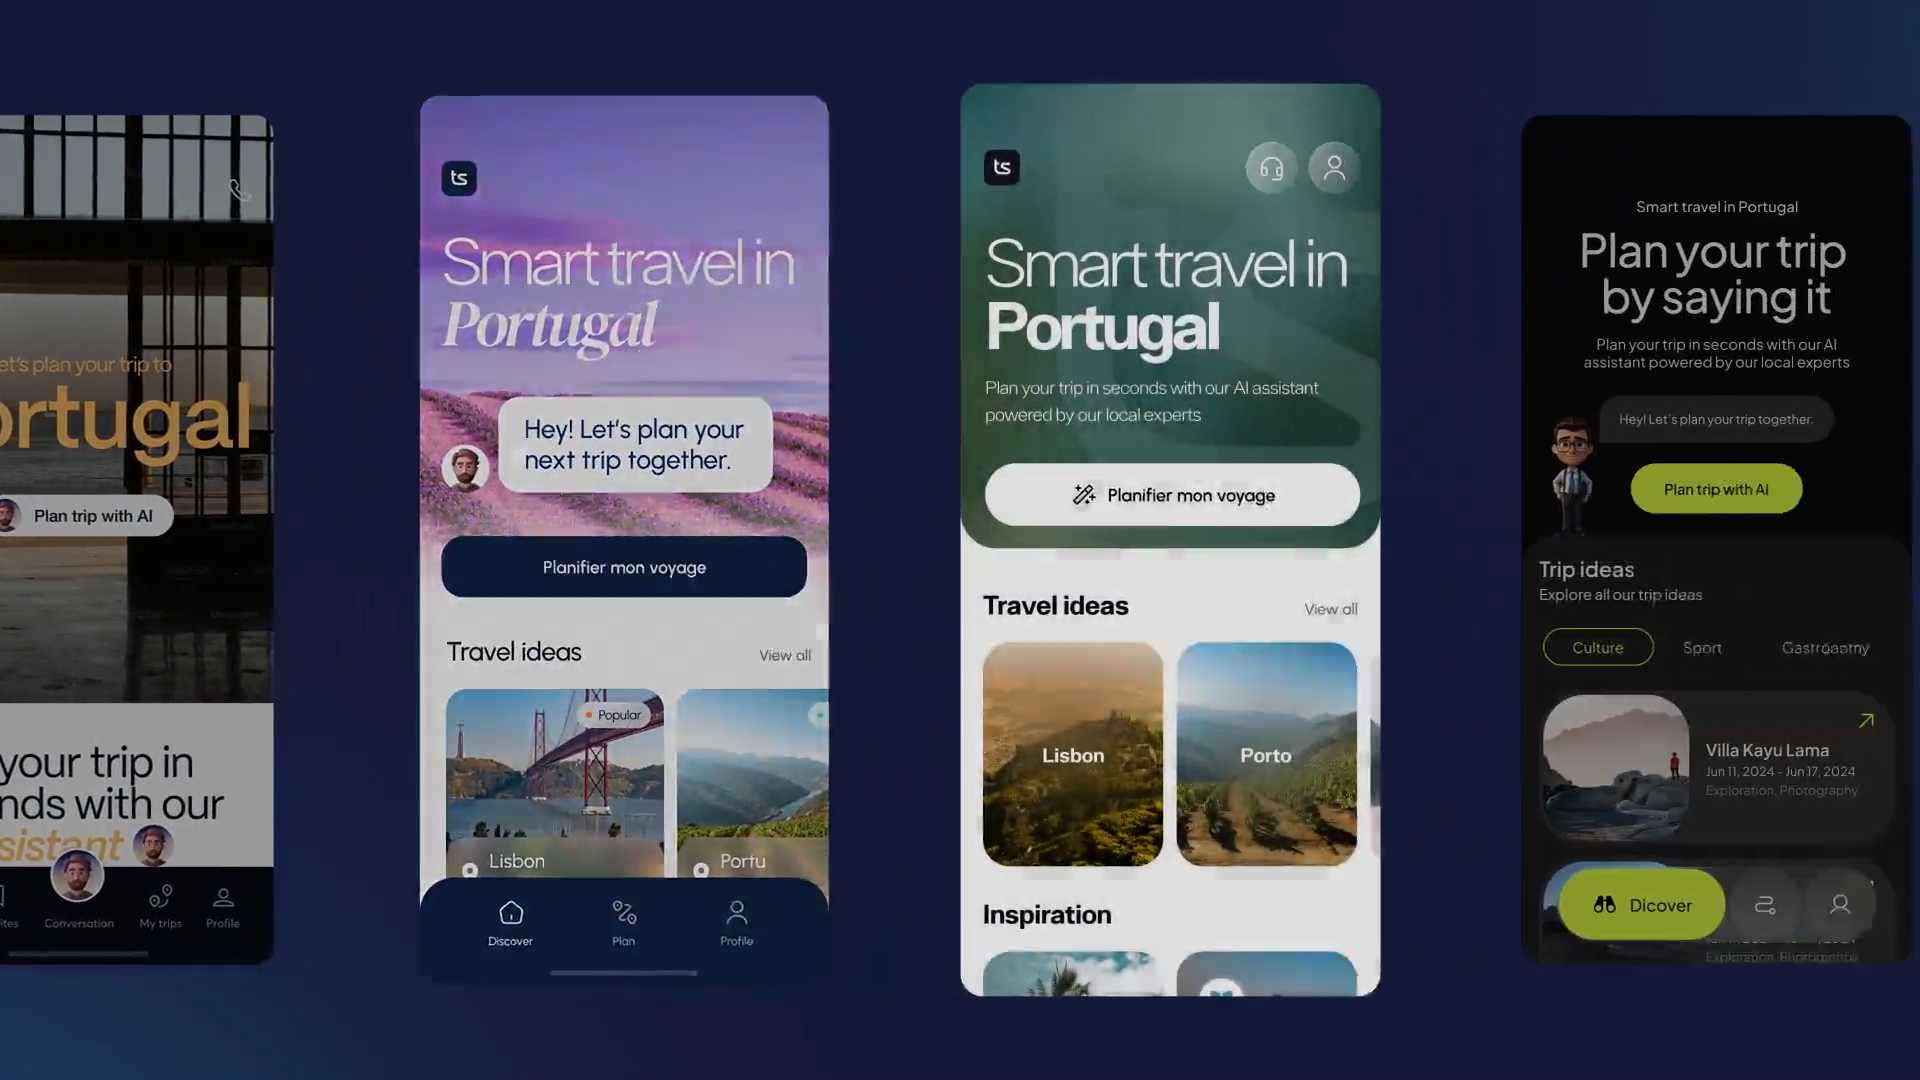 et's plan your trip to
ortugal
Plan trip with AI
your trip in
nds with our
sistant
ites
Conversation
My trips
Profile
ts
Smart travel in
Portugal
Hey! Let's plan your
next trip together.
Planifier mon voyage
Travel ideas
View all
Popular
Lisbon
Portu
Discover
Plan
Profile
ts
Smart travel in
Portugal
Plan your trip in seconds with our AI assistant
powered by our local experts
Planifier mon voyage
Travel ideas
View all
Lisbon
Porto
Inspiration
Smart travel in Portugal
Plan your trip
by saying it
Plan your trip in seconds with our AI
assistant powered by our local experts
Hey! Let's plan your trip together.
Plan trip with AI
Trip ideas
Explore all our trip ideas
Culture
Sport
Gastronomy
Villa Kayu Lama
Jun 11, 2024 - Jun 17, 2024
Exploration, Photography
Dicover
Exploration, Photography